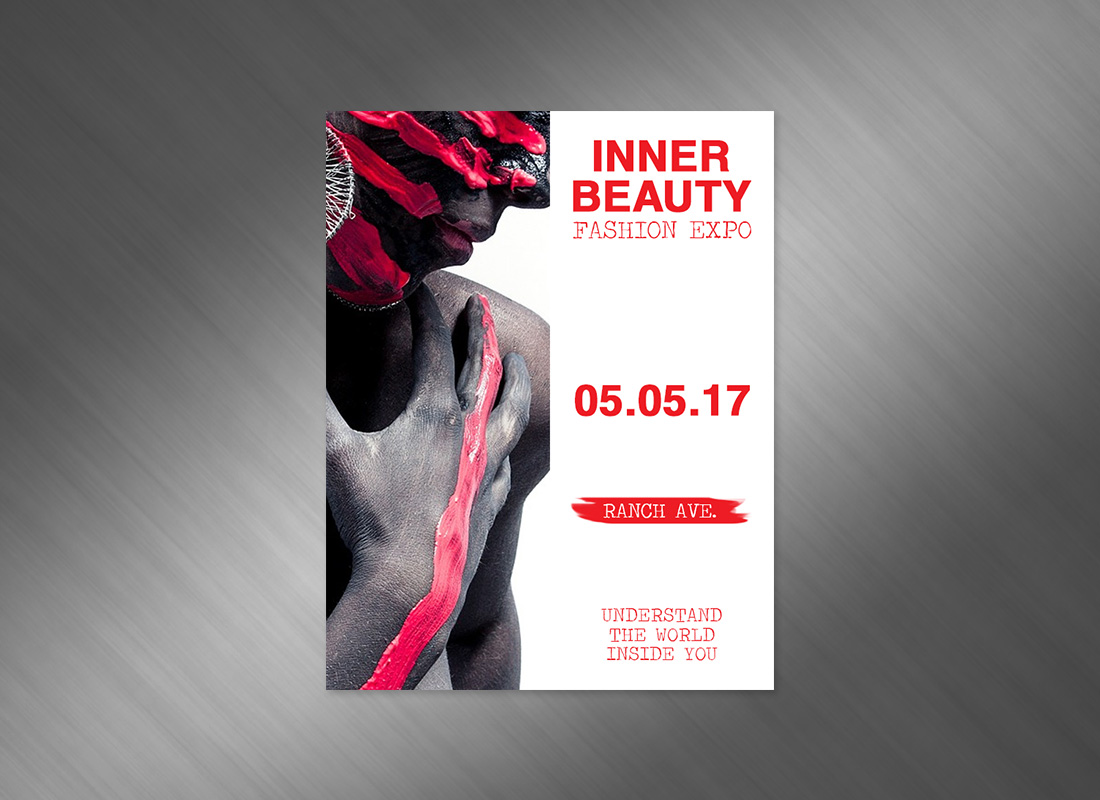 INNER
BEAUTY
FASHION EXPO
05.05.17
RANCH AVE.
UNDERSTAND
THE WORLD
INSIDE YOU